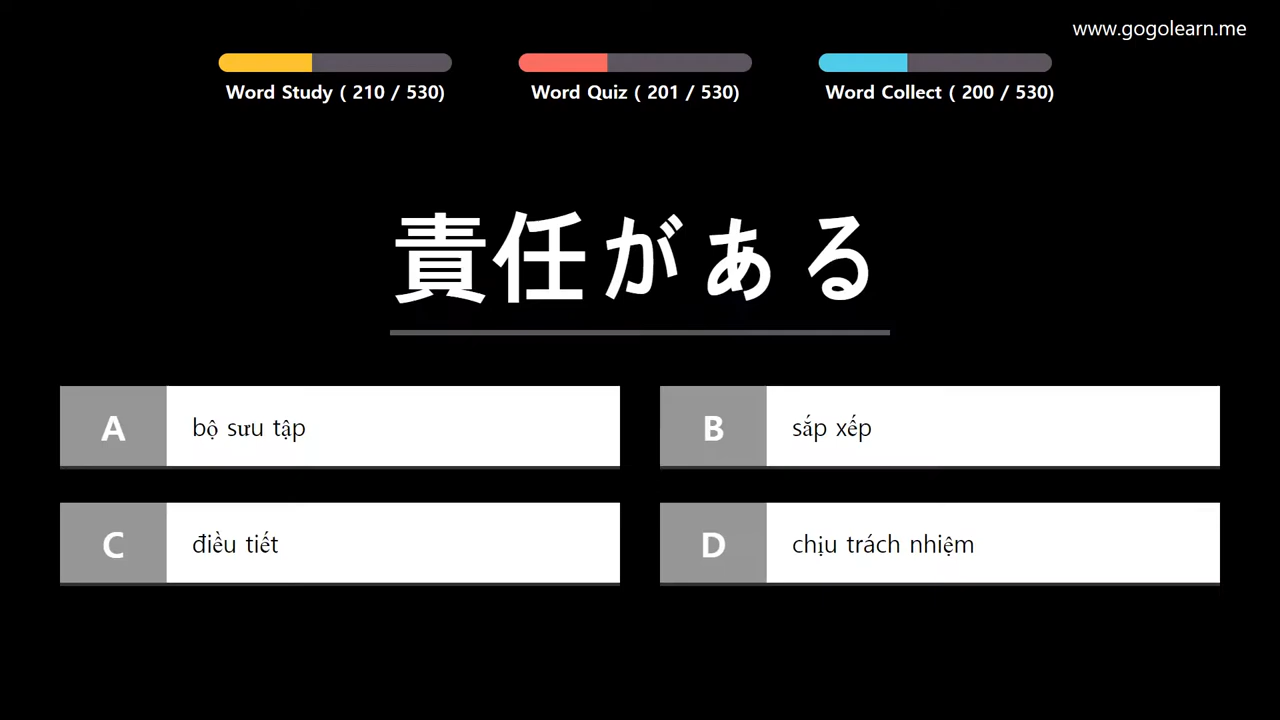 www.gogolearn.me
Word Study ( 210 / 530)
Word Quiz ( 201 / 530)
Word Collect ( 200 / 530)
責任がある
A bộ sưu tập
B sắp xếp
C điều tiết
D chịu trách nhiệm